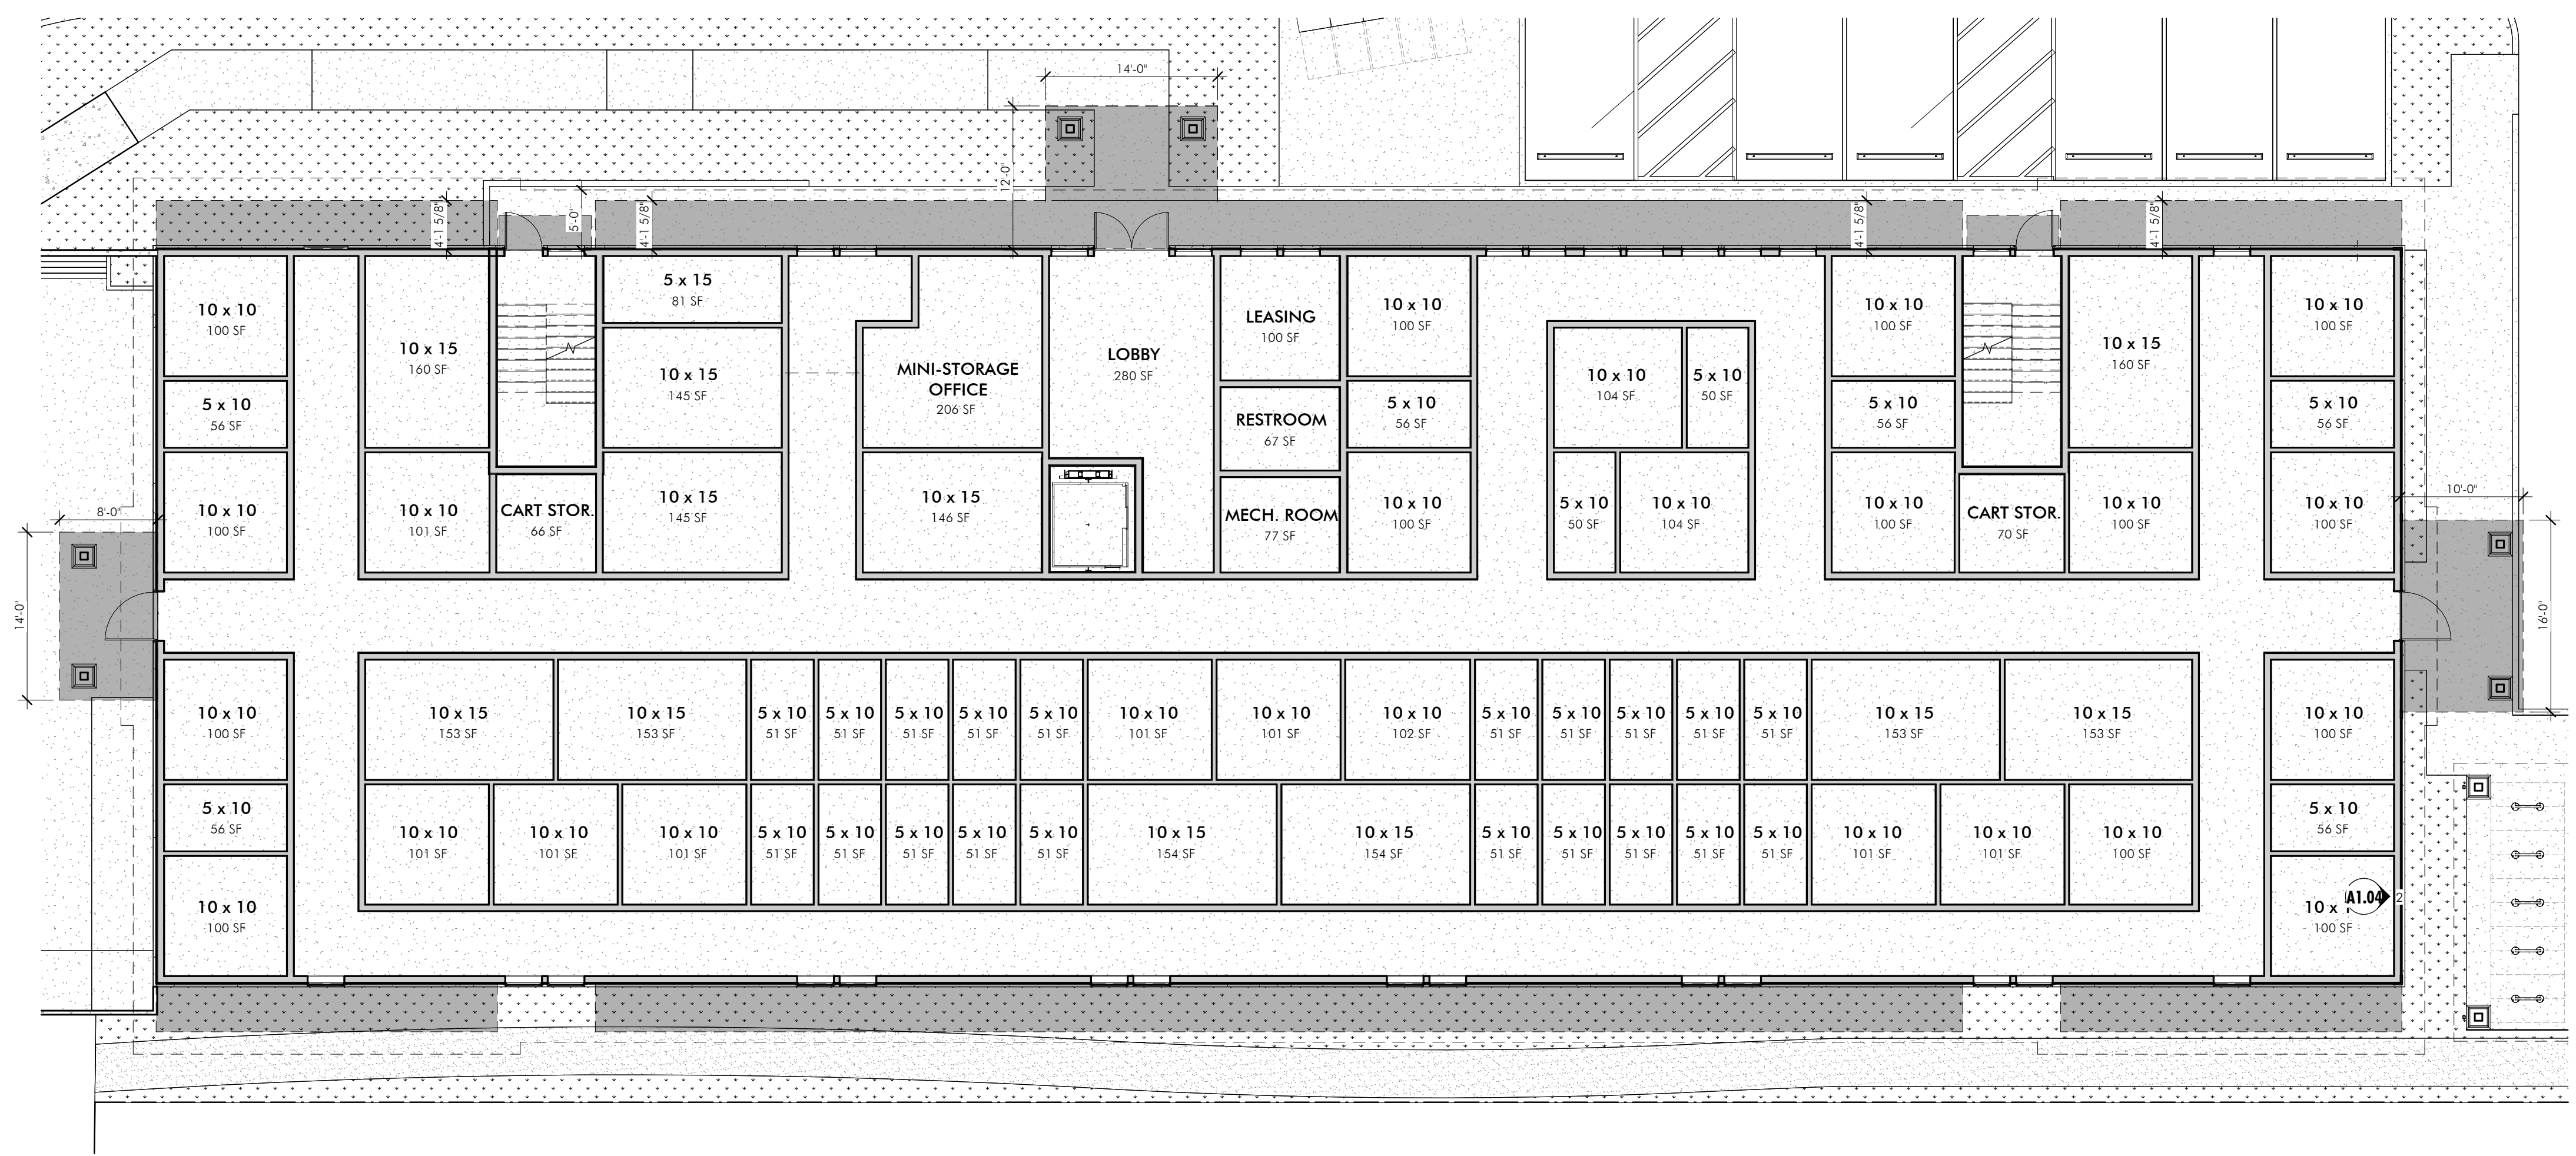 14'-0"
12'-0"
4'-1 5/8"
5'-0"
4'-1 5/8"
4'-1 5/8"
4'-1 5/8"
10 x 10
100 SF
5 x 10
56 SF
10 x 10
100 SF
10 x 15
160 SF
10 x 10
101 SF
CART STOR.
66 SF
5 x 15
81 SF
10 x 15
145 SF
10 x 15
145 SF
MINI-STORAGE
OFFICE
206 SF
10 x 15
146 SF
LOBBY
280 SF
LEASING
100 SF
RESTROOM
67 SF
MECH. ROOM
77 SF
10 x 10
100 SF
5 x 10
56 SF
10 x 10
100 SF
10 x 10
104 SF
5 x 10
50 SF
5 x 10
50 SF
10 x 10
104 SF
10 x 10
100 SF
5 x 10
56 SF
10 x 10
100 SF
CART STOR.
70 SF
10 x 15
160 SF
10 x 10
100 SF
10 x 10
100 SF
5 x 10
56 SF
10 x 10
100 SF
8'-0"
14'-0"
10'-0"
16'-0"
10 x 10
100 SF
5 x 10
56 SF
10 x 10
100 SF
10 x 15
153 SF
10 x 15
153 SF
5 x 10
51 SF
5 x 10
51 SF
5 x 10
51 SF
5 x 10
51 SF
5 x 10
51 SF
10 x 10
101 SF
10 x 10
101 SF
10 x 10
102 SF
5 x 10
51 SF
5 x 10
51 SF
5 x 10
51 SF
5 x 10
51 SF
5 x 10
51 SF
10 x 15
153 SF
10 x 15
153 SF
10 x 10
101 SF
10 x 10
101 SF
10 x 10
101 SF
5 x 10
51 SF
5 x 10
51 SF
5 x 10
51 SF
5 x 10
51 SF
5 x 10
51 SF
10 x 15
154 SF
10 x 15
154 SF
5 x 10
51 SF
5 x 10
51 SF
5 x 10
51 SF
5 x 10
51 SF
5 x 10
51 SF
10 x 10
101 SF
10 x 10
101 SF
10 x 10
100 SF
10 x 10
100 SF
5 x 10
56 SF
10 x
100 SF
A1.04
2